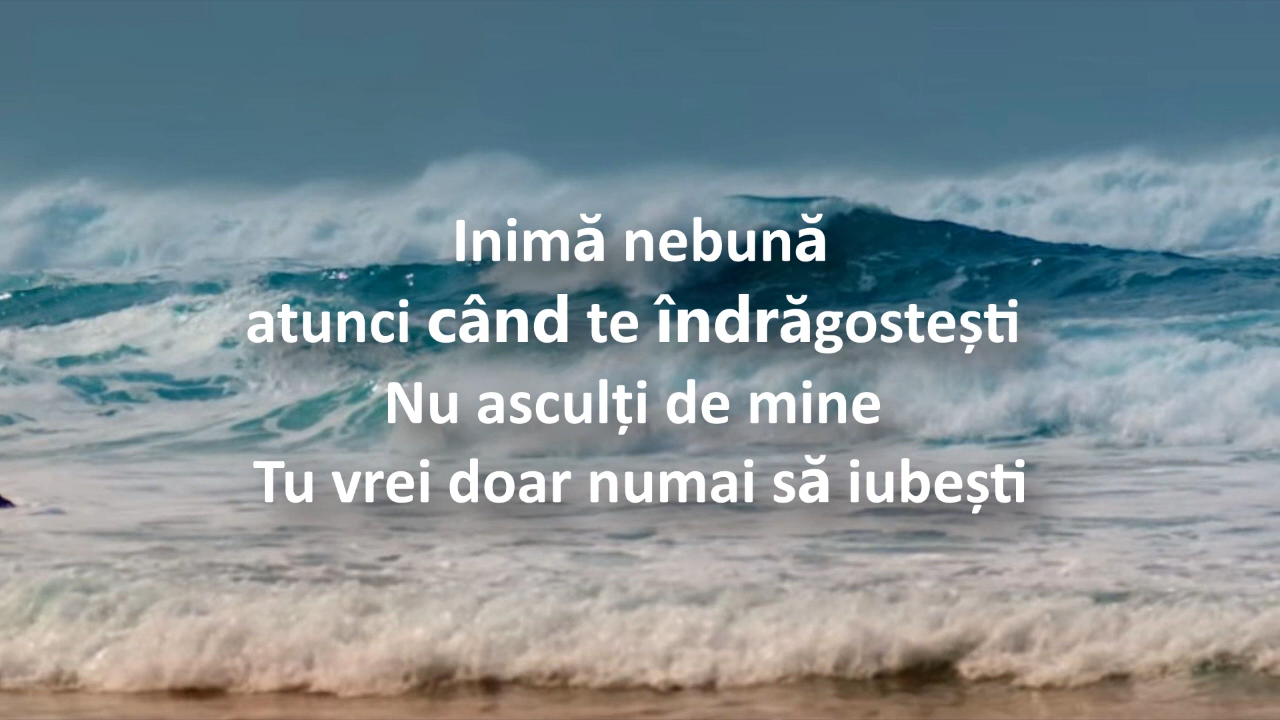 Inimă nebună
atunci când te îndrăgostești
Nu asculți de mine
Tu vrei doar numai să iubești